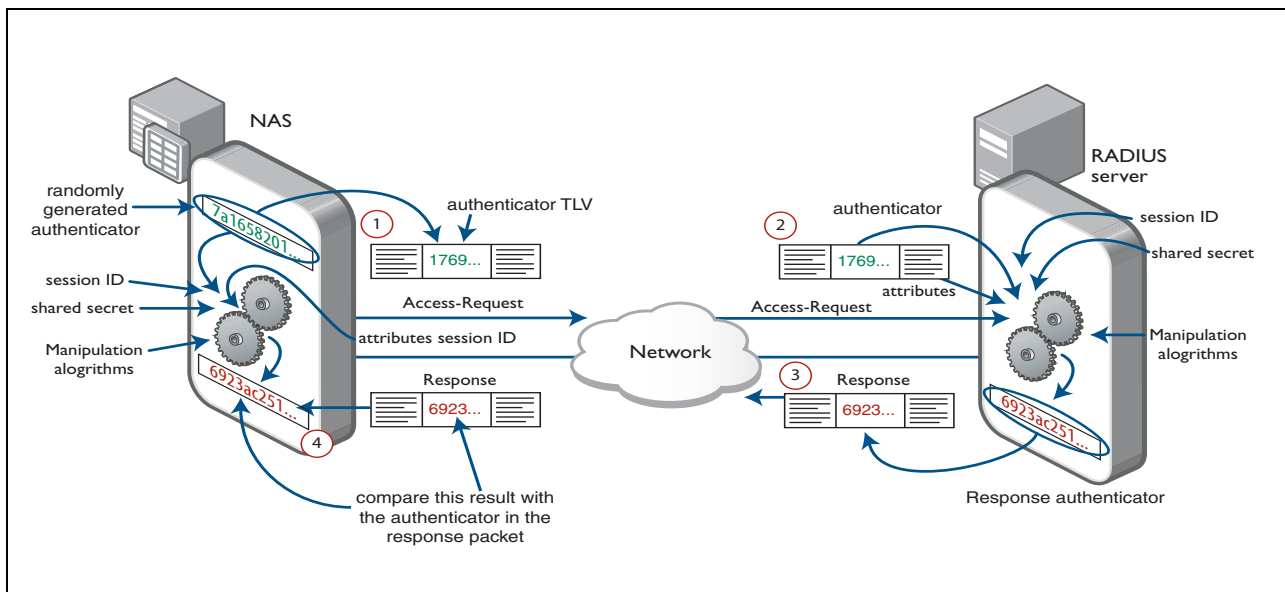 NAS
RADIUS
server
randomly
generated
authenticator
7a1658201...
1
authenticator TLV
1769...
2
authenticator
1769...
attributes
session ID
shared secret
session ID
shared secret
Access-Request
Access-Request
Manipulation
alogrithms
attributes session ID
Network
Manipulation
alogrithms
6923ac251...
4
Response
6923...
3
Response
6923...
6923ac251...
compare this result with
the authenticator in the
response packet
Response authenticator